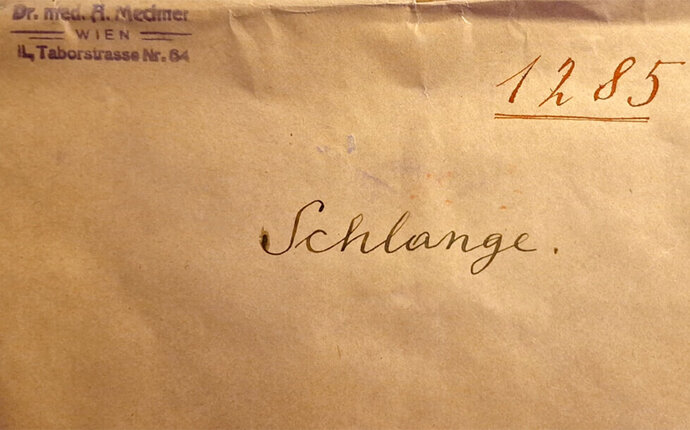 Dr. med. A. Mechner
WIEN
II., Taborstrasse Nr. 64
1285
Schlange.